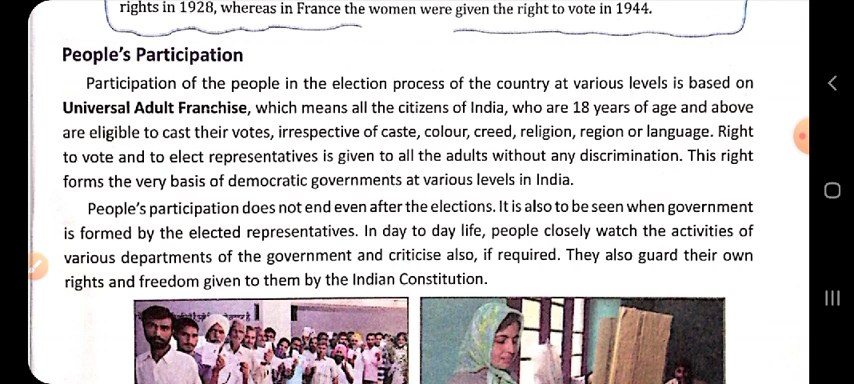 rights in 1928, whereas in France the women were given the right to vote in 1944.
People's Participation
Participation of the people in the election process of the country at various levels is based on
Universal Adult Franchise, which means all the citizens of India, who are 18 years of age and above
are eligible to cast their votes, irrespective of caste, colour, creed, religion, region or language. Right
to vote and to elect representatives is given to all the adults without any discrimination. This right
forms the very basis of democratic governments at various levels in India.
People's participation does not end even after the elections. It is also to be seen when government
is formed by the elected representatives. In day to day life, people closely watch the activities of
various departments of the government and criticise also, if required. They also guard their own
rights and freedom given to them by the Indian Constitution.